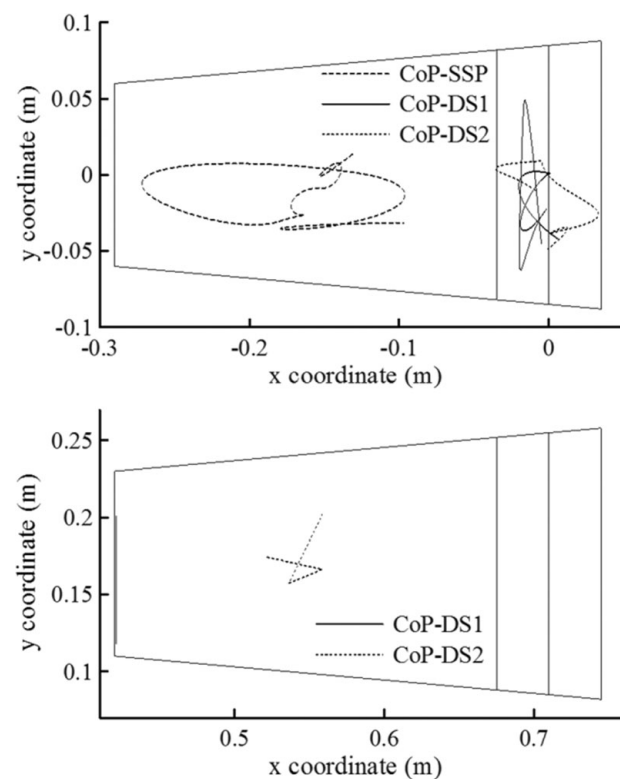 0.1
0.05
0
-0.05
-0.1
y coordinate (m)
CoP-SSP
CoP-DS1
CoP-DS2
-0.3
-0.2
-0.1
0
x coordinate (m)
0.25
0.2
0.15
0.1
y coordinate (m)
CoP-DS1
CoP-DS2
0.5
0.6
0.7
x coordinate (m)